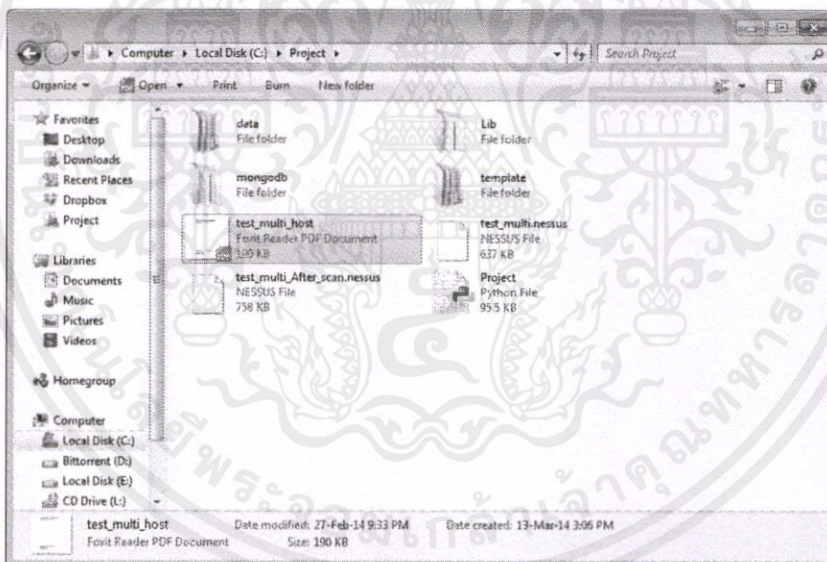 Computer ▸ Local Disk (C:) ▸ Project ▸
Search Project
Organize Open Print Burn New folder
Favorites
Desktop
Downloads
Recent Places
Dropbox
Project
Libraries
Documents
Music
Pictures
Videos
Homegroup
Computer
Local Disk (C:)
Bittorrent (D:)
Local Disk (E:)
CD Drive (L:)
data
File folder
Lib
File folder
mongodb
File folder
template
File folder
test_multi_host
Foxit Reader PDF Document
190 KB
test_multi.nessus
NESSUS File
637 KB
test_multi_After_scan.nessus
NESSUS File
758 KB
Project
Python File
95.5 KB
test_multi_host Date modified: 27-Feb-14 9:33 PM Date created: 13-Mar-14 3:06 PM
Foxit Reader PDF Document Size: 190 KB